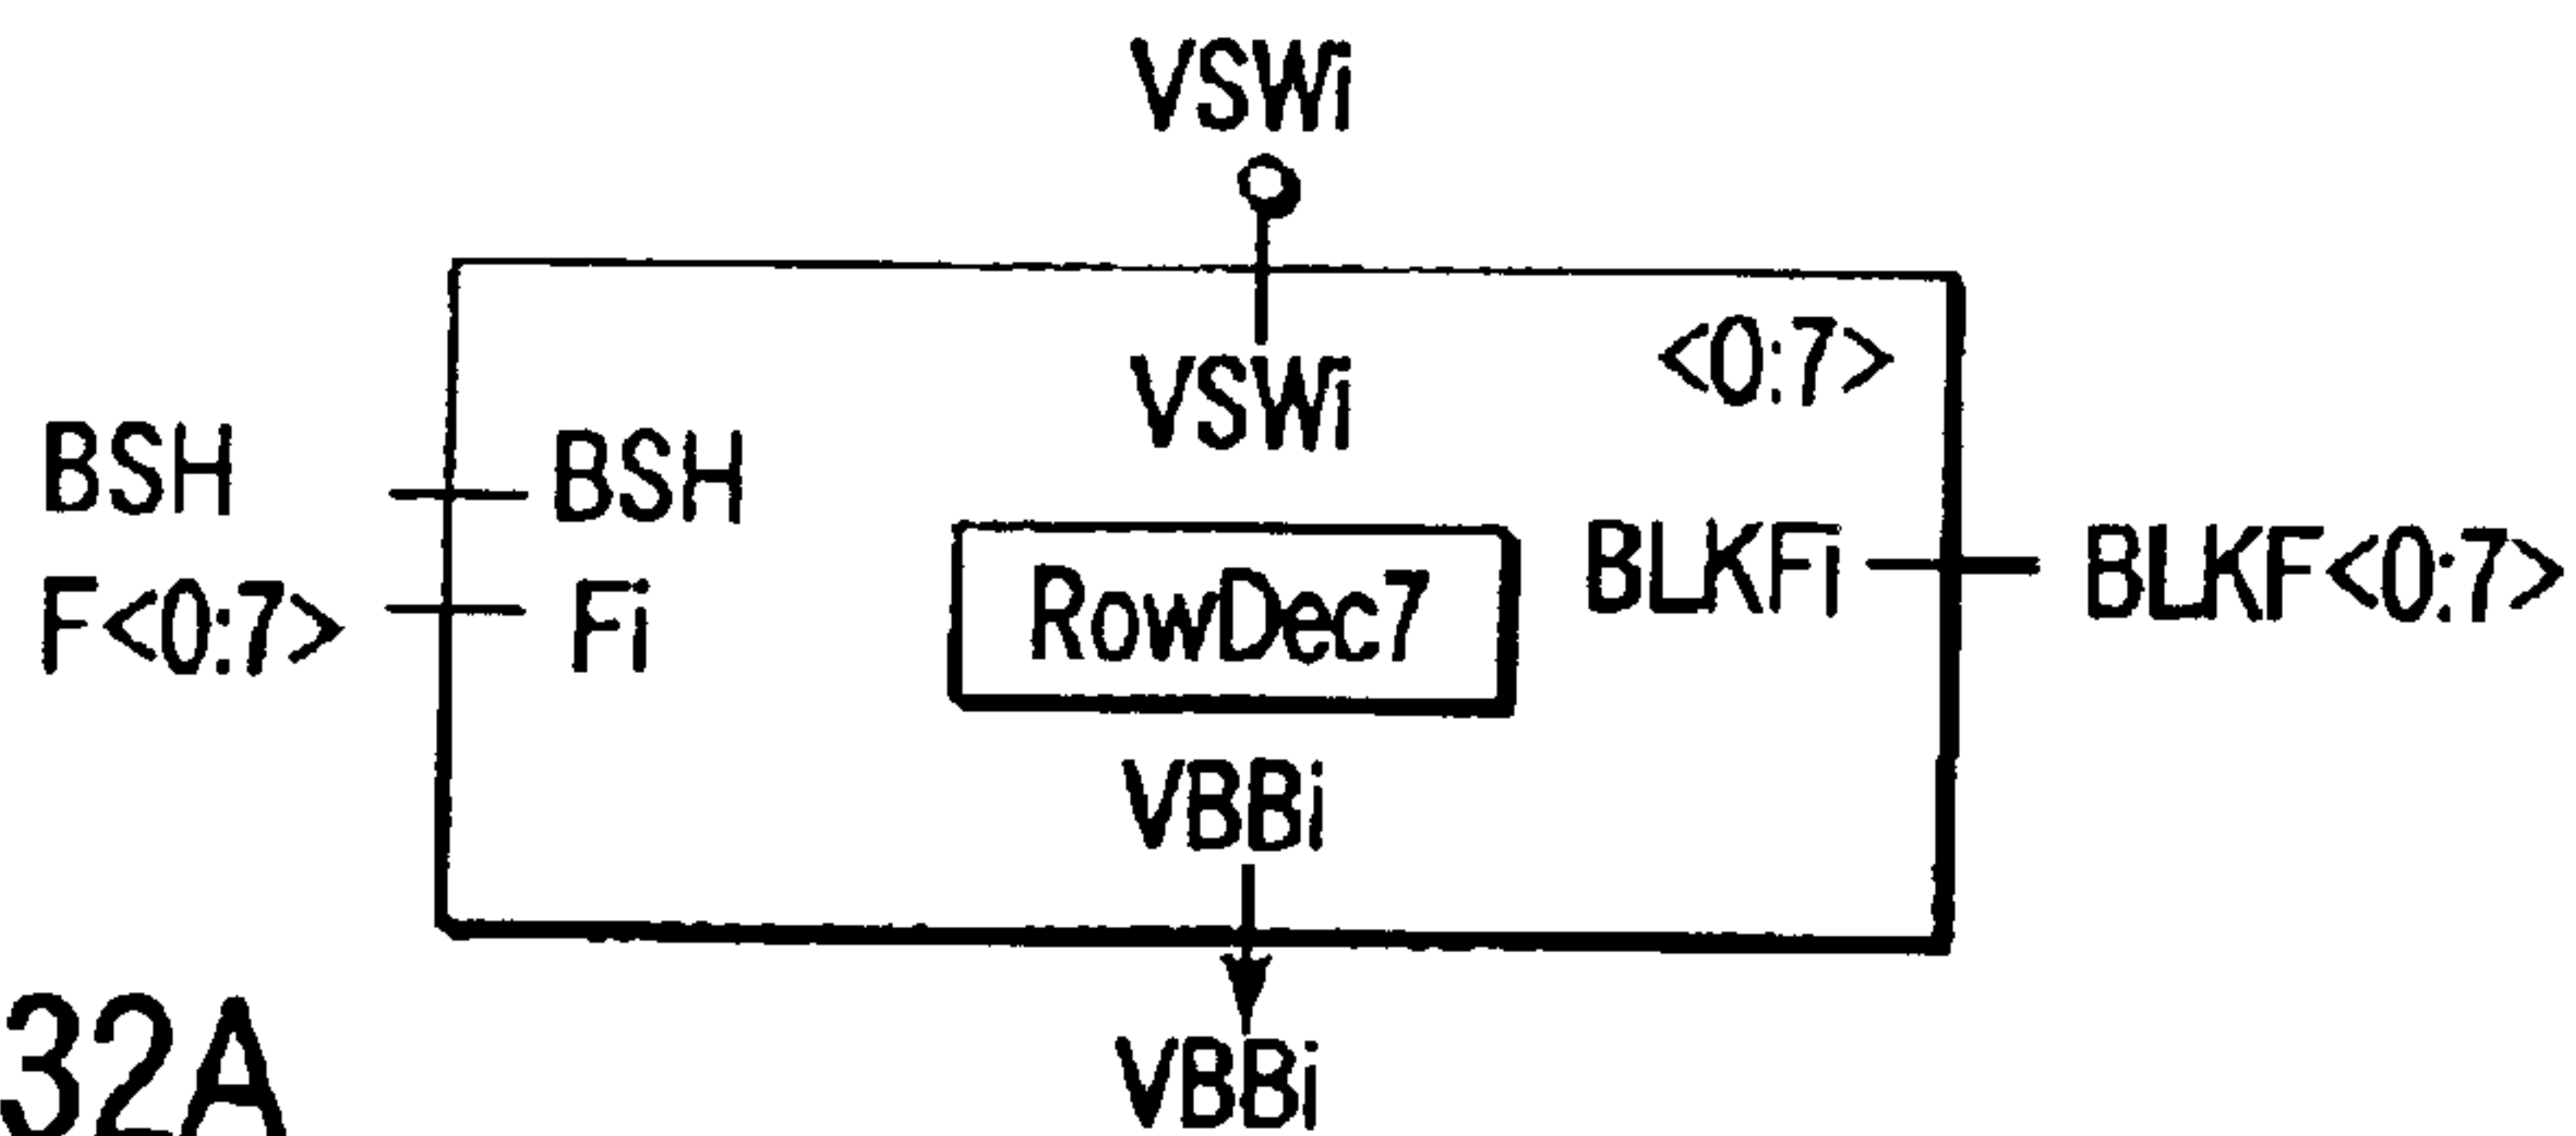 VSWi
VSWi
<0:7>
BSH
BSH
F<0:7>
Fi
RowDec7
BLKFi
BLKF<0:7>
VBBi
VBBi
32A